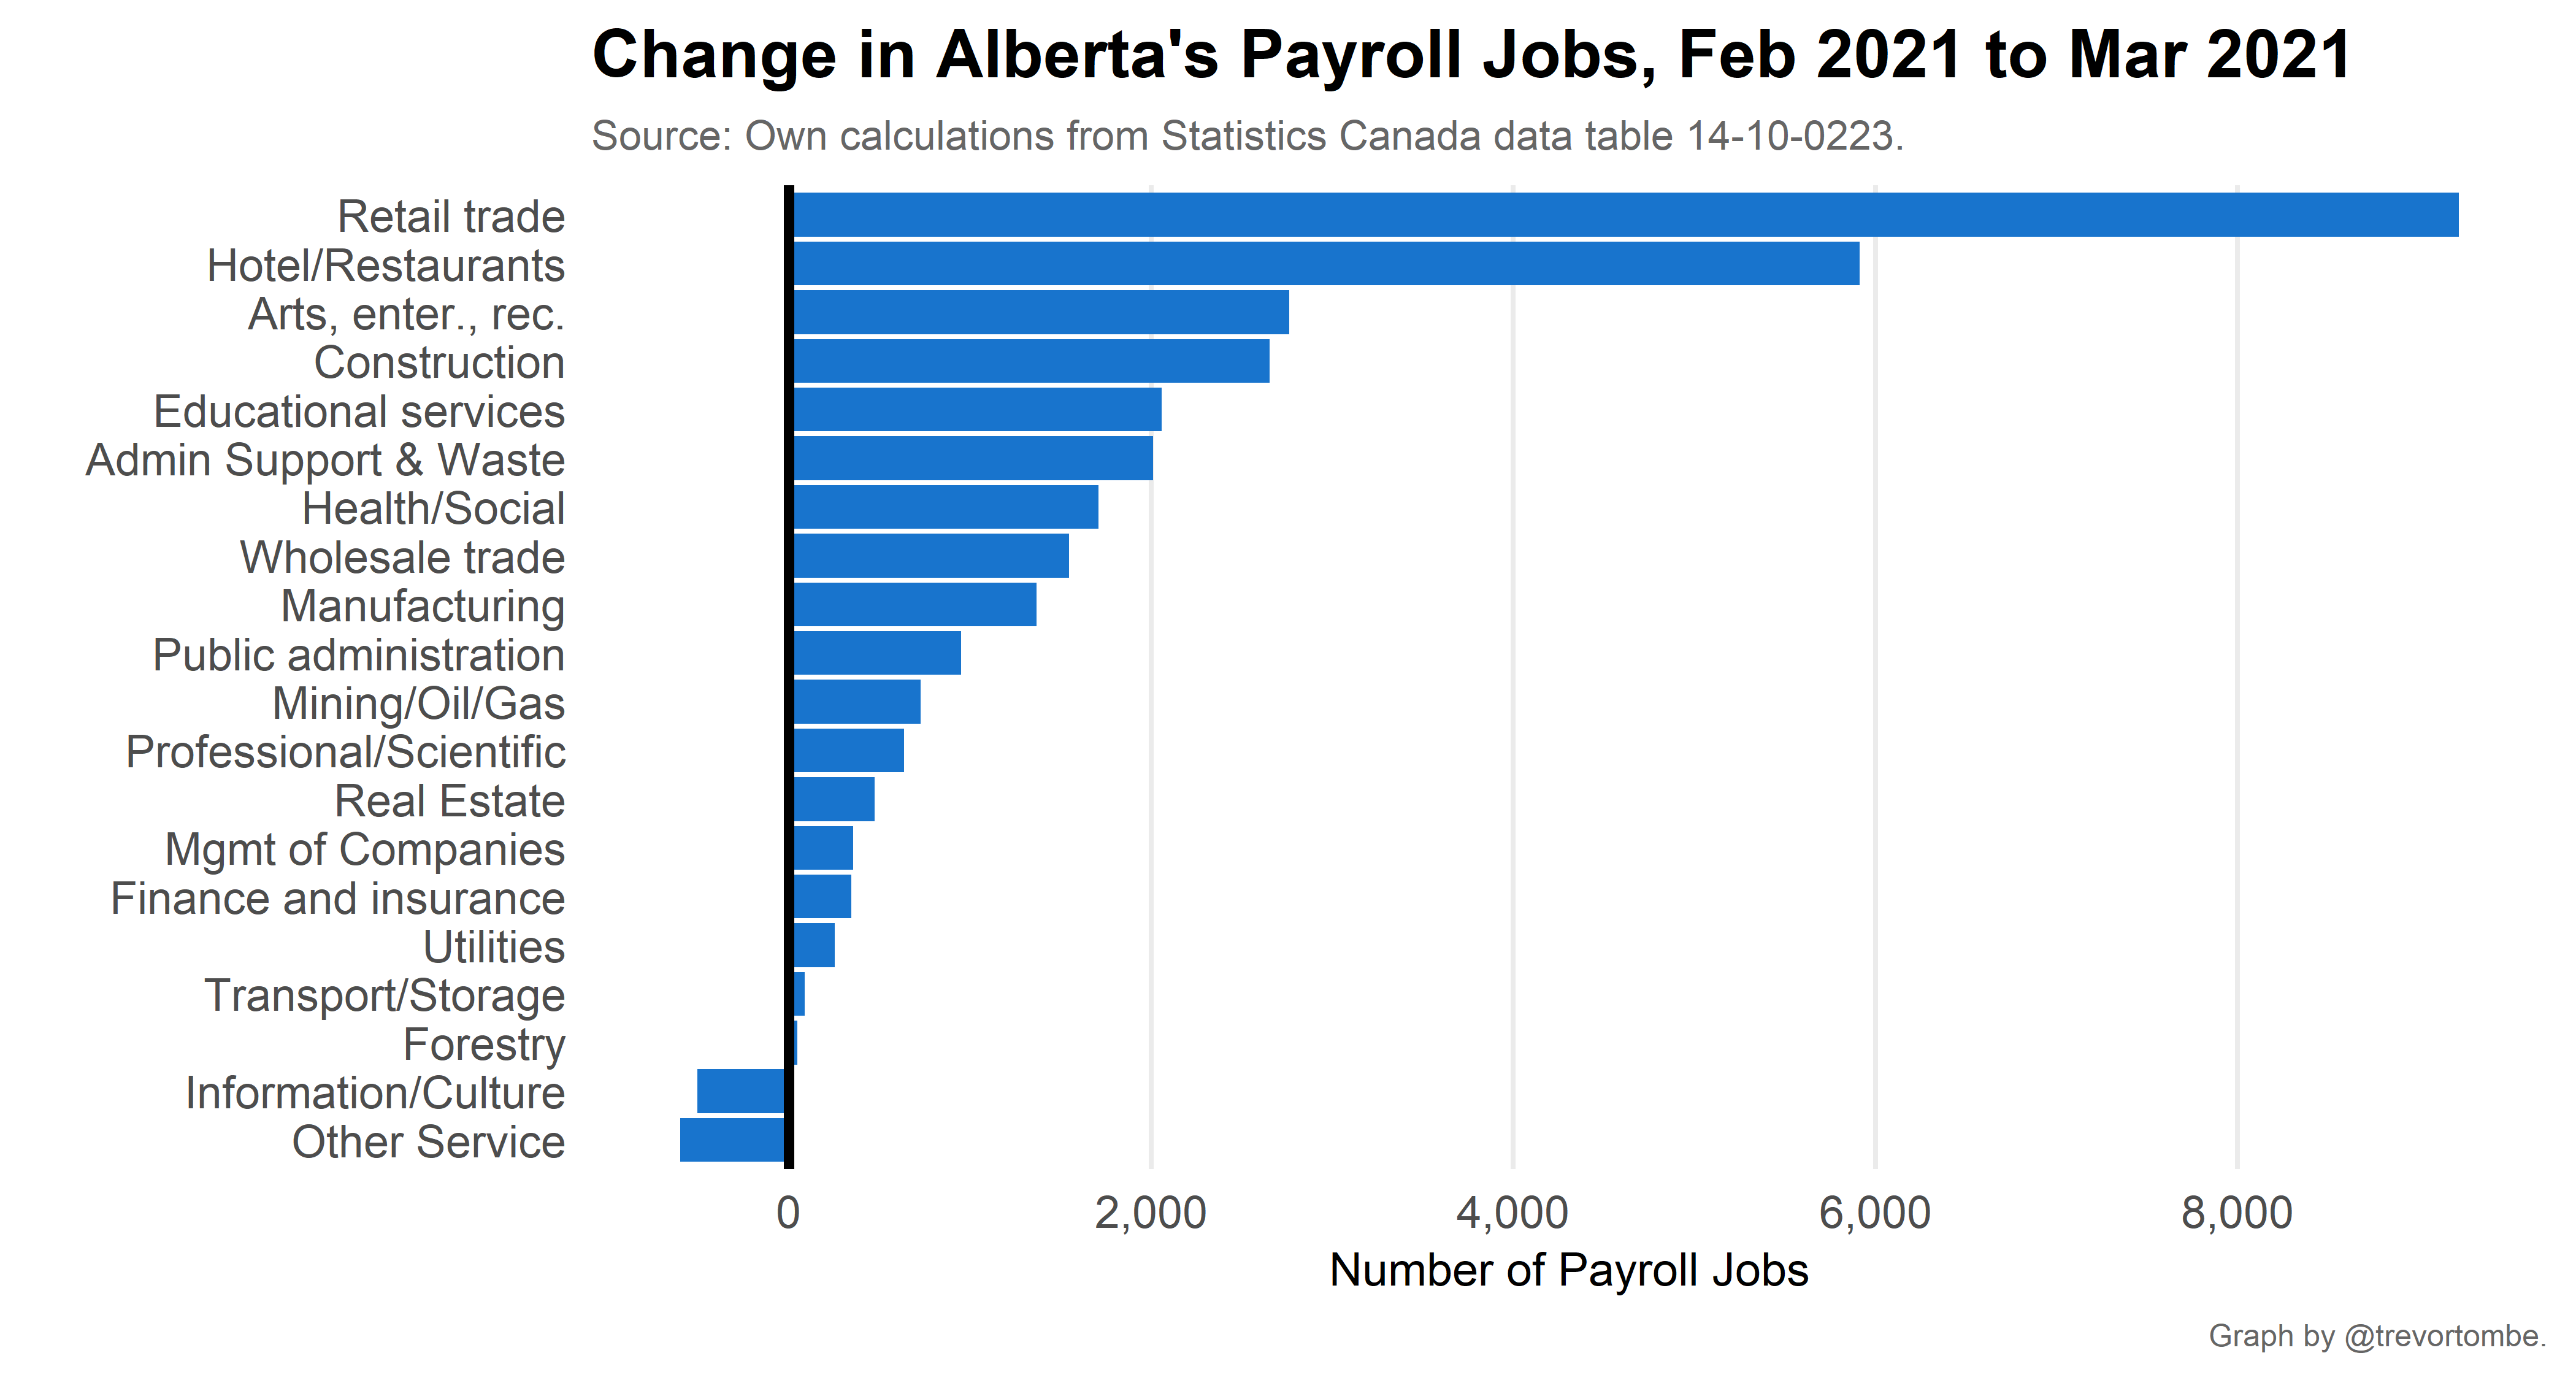 Change in Alberta's Payroll Jobs, Feb 2021 to Mar 2021
Source: Own calculations from Statistics Canada data table 14-10-0223.
Retail trade
Hotel/Restaurants
Arts, enter., rec.
Construction
Educational services
Admin Support & Waste
Health/Social
Wholesale trade
Manufacturing
Public administration
Mining/Oil/Gas
Professional/Scientific
Real Estate
Mgmt of Companies
Finance and insurance
Utilities
Transport/Storage
Forestry
Information/Culture
Other Service
0 2,000 4,000 6,000 8,000
Number of Payroll Jobs
Graph by @trevortombe.